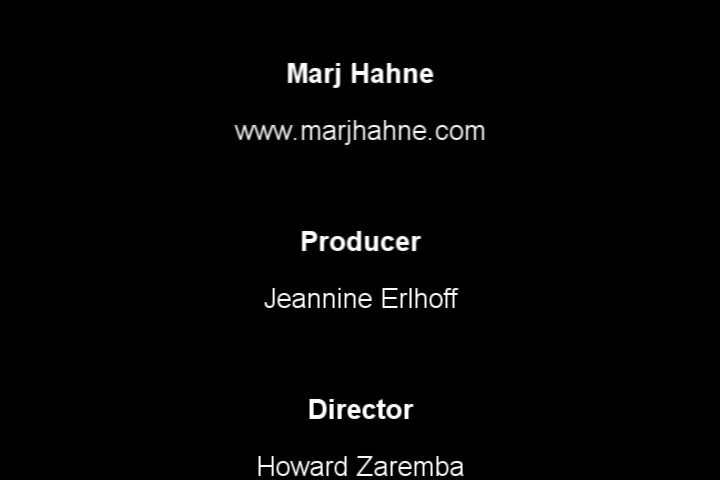 Marj Hahne
www.marjhahne.com
Producer
Jeannine Erlhoff
Director
Howard Zaremba